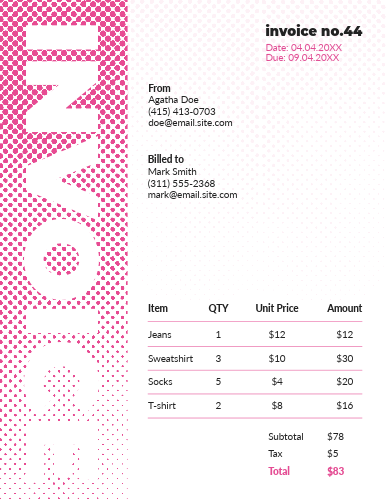 INVOICE
invoice no.44
Date: 04.04.20XX
Due: 09.04.20XX
From
Agatha Doe
(415) 413-0703
doe@email.site.com
Billed to
Mark Smith
(311) 555-2368
mark@email.site.com
Item QTY Unit Price Amount
Jeans 1 $12 $12
Sweatshirt 3 $10 $30
Socks 5 $4 $20
T-shirt 2 $8 $16
Subtotal $78
Tax $5
Total $83